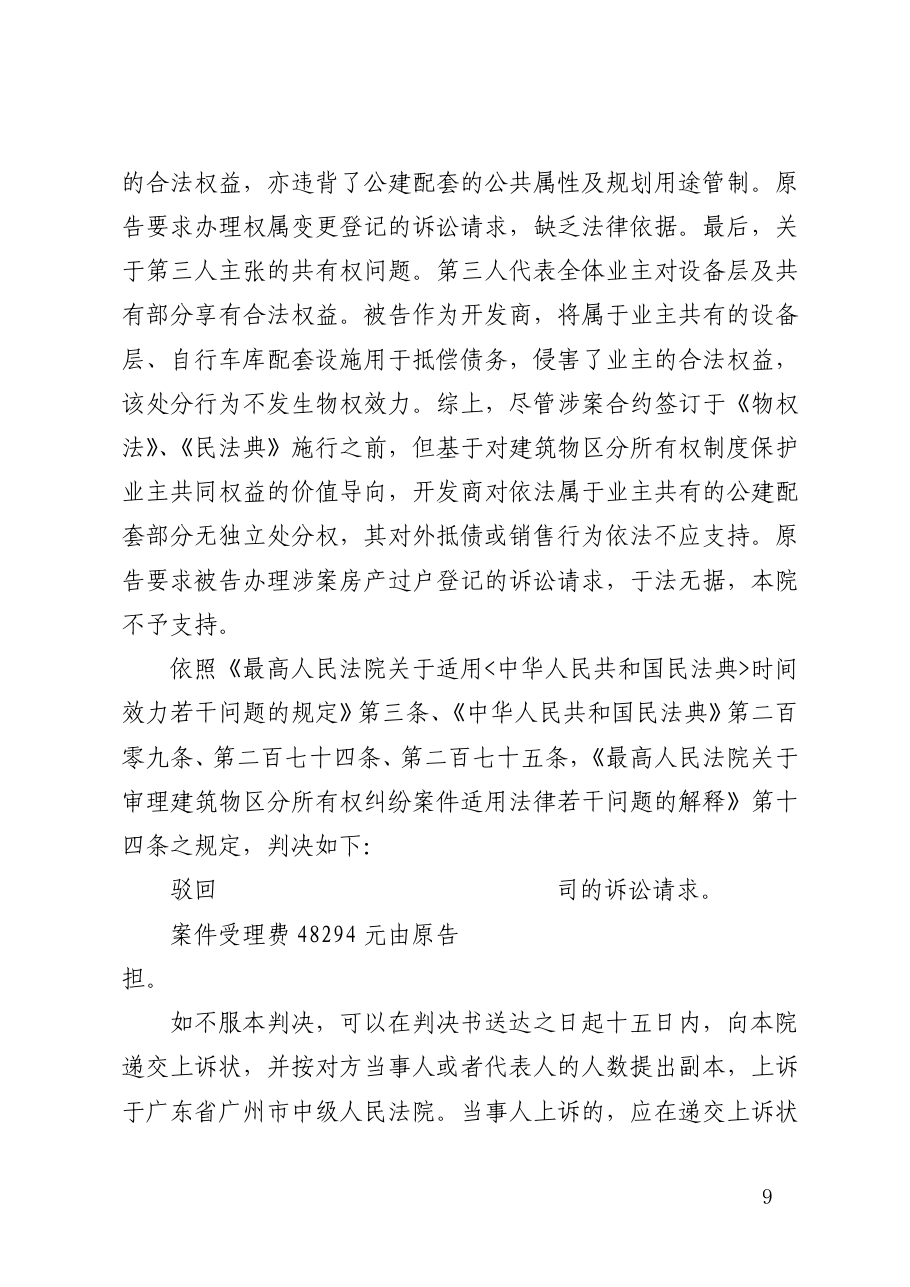 的合法权益，亦违背了公建配套的公共属性及规划用途管制。原
告要求办理权属变更登记的诉讼请求，缺乏法律依据。最后，关
于第三人主张的共有权问题。第三人代表全体业主对设备层及共
有部分享有合法权益。被告作为开发商，将属于业主共有的设备
层、自行车库配套设施用于抵偿债务，侵害了业主的合法权益，
该处分行为不发生物权效力。综上，尽管涉案合约签订于《物权
法》、《民法典》施行之前，但基于对建筑物区分所有权制度保护
业主共同权益的价值导向，开发商对依法属于业主共有的公建配
套部分无独立处分权，其对外抵债或销售行为依法不应支持。原
告要求被告办理涉案房产过户登记的诉讼请求，于法无据，本院
不予支持。
依照《最高人民法院关于适用<中华人民共和国民法典>时间
效力若干问题的规定》第三条、《中华人民共和国民法典》第二百
零九条、第二百七十四条、第二百七十五条，《最高人民法院关于
审理建筑物区分所有权纠纷案件适用法律若干问题的解释》第十
四条之规定，判决如下：
驳回 司的诉讼请求。
案件受理费 48294 元由原告
担。
如不服本判决，可以在判决书送达之日起十五日内，向本院
递交上诉状，并按对方当事人或者代表人的人数提出副本，上诉
于广东省广州市中级人民法院。当事人上诉的，应在递交上诉状
9